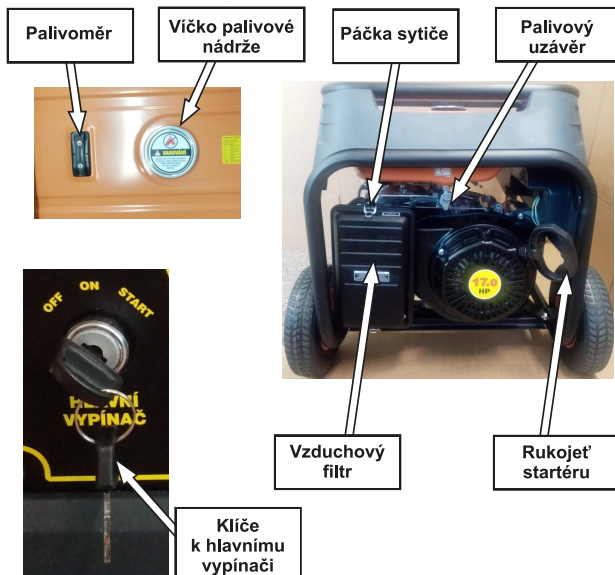 Palivoměr
Víčko palivové
nádrže
Páčka sytiče
Palivový
uzávěr
VAROVÁNÍ
17.0
HP
OFF ON START
HLAVNÍ
VYPÍNAČ
Vzduchový
filtr
Rukojeť
startéru
Klíče
k hlavnímu
vypínači